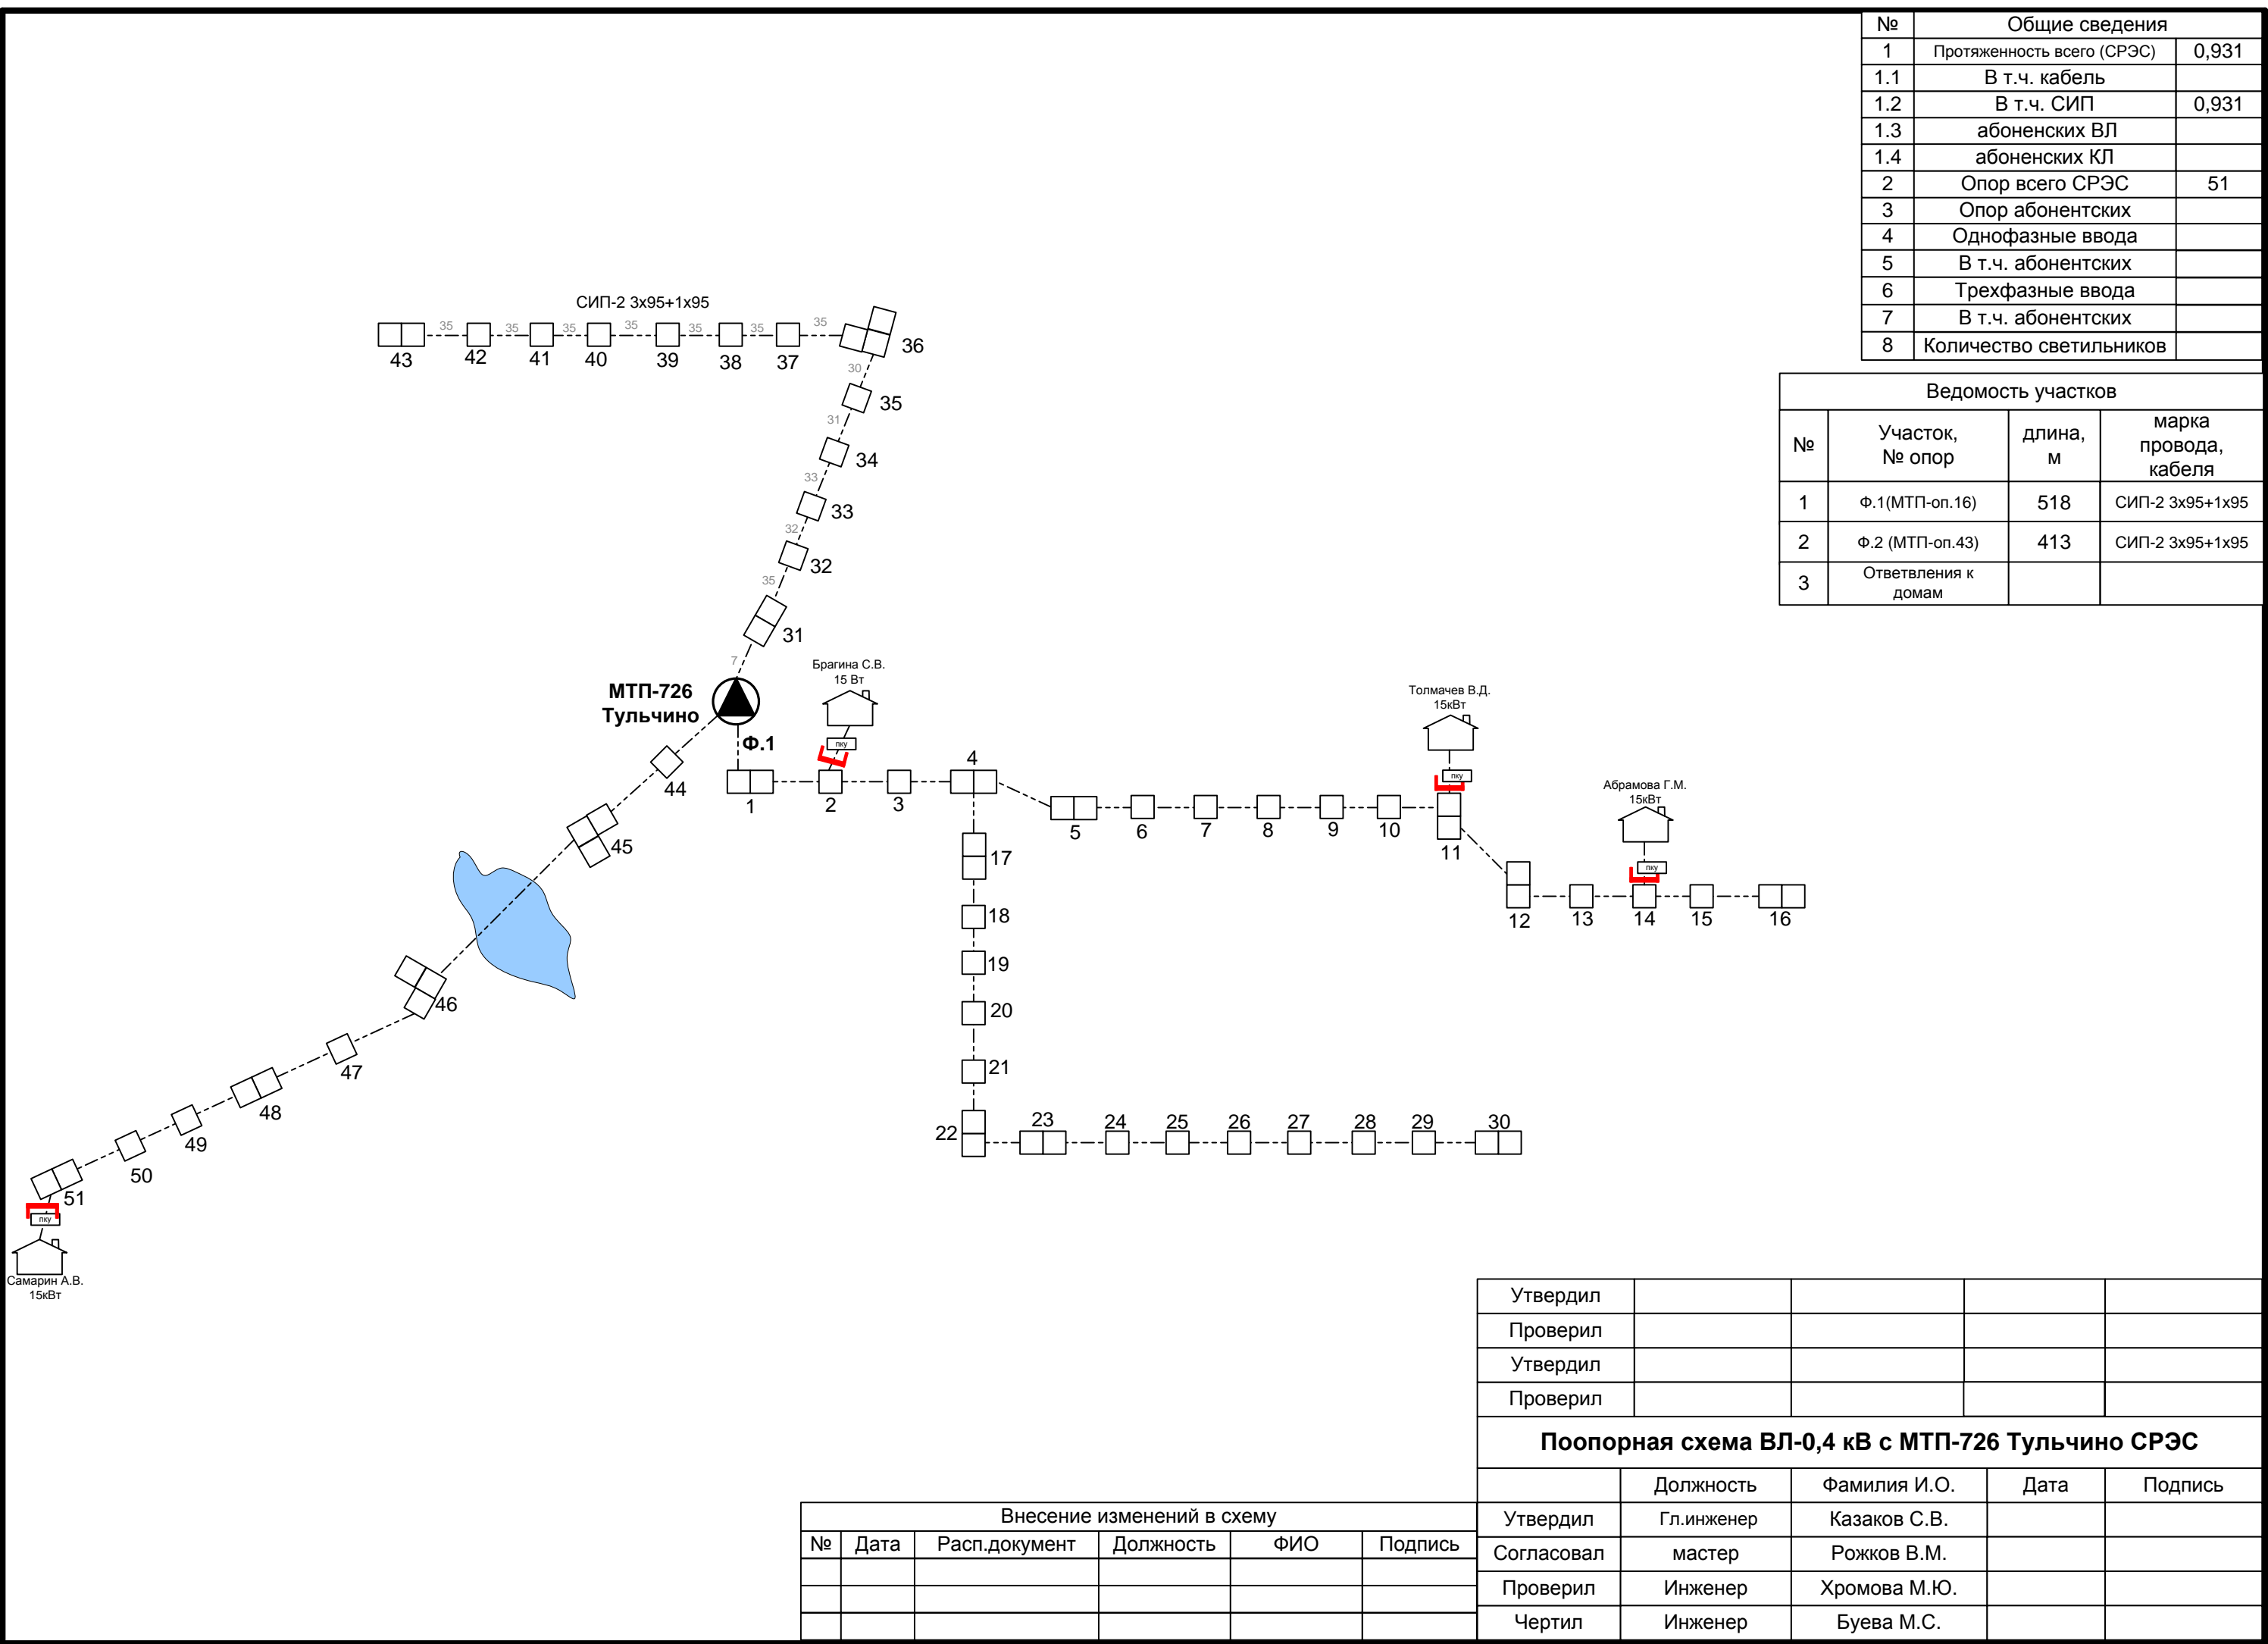 № Общие сведения
1 Протяженность всего (СРЭС) 0,931
1.1 В т.ч. кабель
1.2 В т.ч. СИП 0,931
1.3 абоненских ВЛ
1.4 абоненских КЛ
2 Опор всего СРЭС 51
3 Опор абонентских
4 Однофазные ввода
5 В т.ч. абонентских
6 Трехфазные ввода
7 В т.ч. абонентских
8 Количество светильников
Ведомость участков
№ Участок, № опор длина, м марка провода, кабеля
1 Ф.1(МТП-оп.16) 518 СИП-2 3х95+1х95
2 Ф.2 (МТП-оп.43) 413 СИП-2 3х95+1х95
3 Ответвления к домам
СИП-2 3х95+1х95
35 35 35 35 35 35 35
43 42 41 40 39 38 37 36
30
35
31
34
33
33
32
32
35
31
7
МТП-726
Тульчино
Ф.1
Брагина С.В.
15 Вт
пку
Толмачев В.Д.
15кВт
пку
Абрамова Г.М.
15кВт
пку
1 2 3 4
5 6 7 8 9 10 11
12 13 14 15 16
17
18
19
20
21
22 23 24 25 26 27 28 29 30
44
45
46
47
48
49
50
51
пку
Самарин А.В.
15кВт
Утвердил
Проверил
Утвердил
Проверил
Поопорная схема ВЛ-0,4 кВ с МТП-726 Тульчино СРЭС
Должность Фамилия И.О. Дата Подпись
Утвердил Гл.инженер Казаков С.В.
Согласовал мастер Рожков В.М.
Проверил Инженер Хромова М.Ю.
Чертил Инженер Буева М.С.
Внесение изменений в схему
№ Дата Расп.документ Должность ФИО Подпись